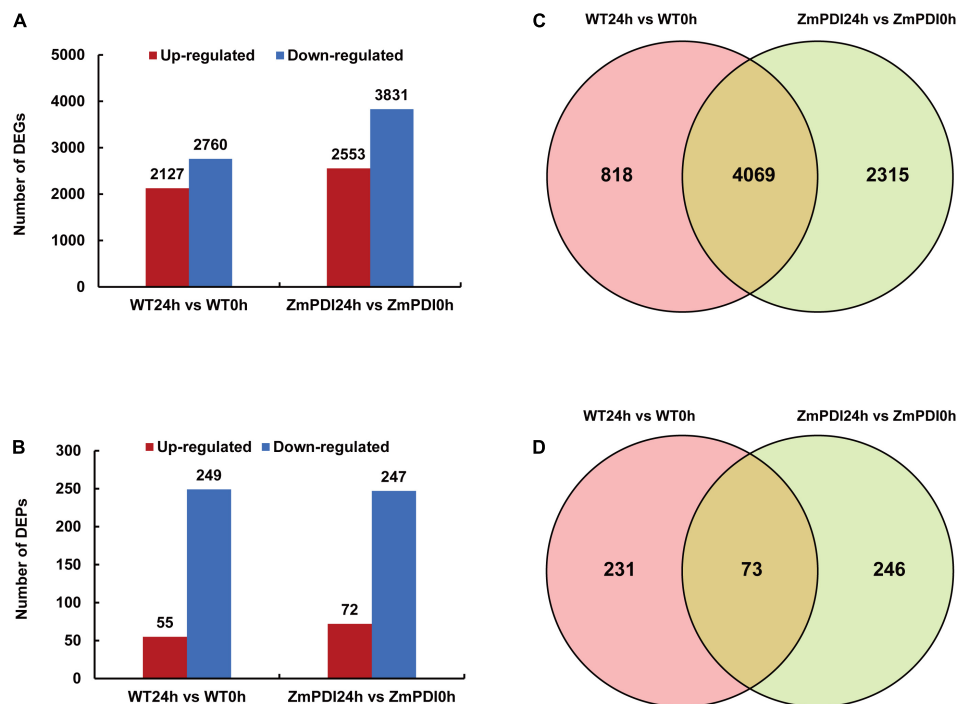 A
Number of DEGs
5000
4000
3000
2000
1000
0
Up-regulated Down-regulated
2127
2760
2553
3831
WT24h vs WT0h
ZmPDI24h vs ZmPDI0h
C
WT24h vs WT0h
ZmPDI24h vs ZmPDI0h
818
4069
2315
B
Number of DEPs
300
250
200
150
100
50
0
Up-regulated Down-regulated
55
249
72
247
WT24h vs WT0h
ZmPDI24h vs ZmPDI0h
D
WT24h vs WT0h
ZmPDI24h vs ZmPDI0h
231
73
246